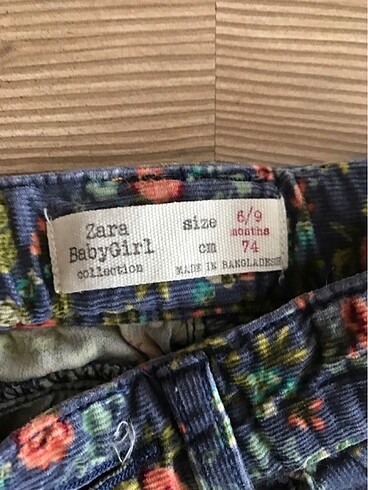 Zara
BabyGirl
collection
size 6/9
months
cm 74
MADE IN BANGLADESH